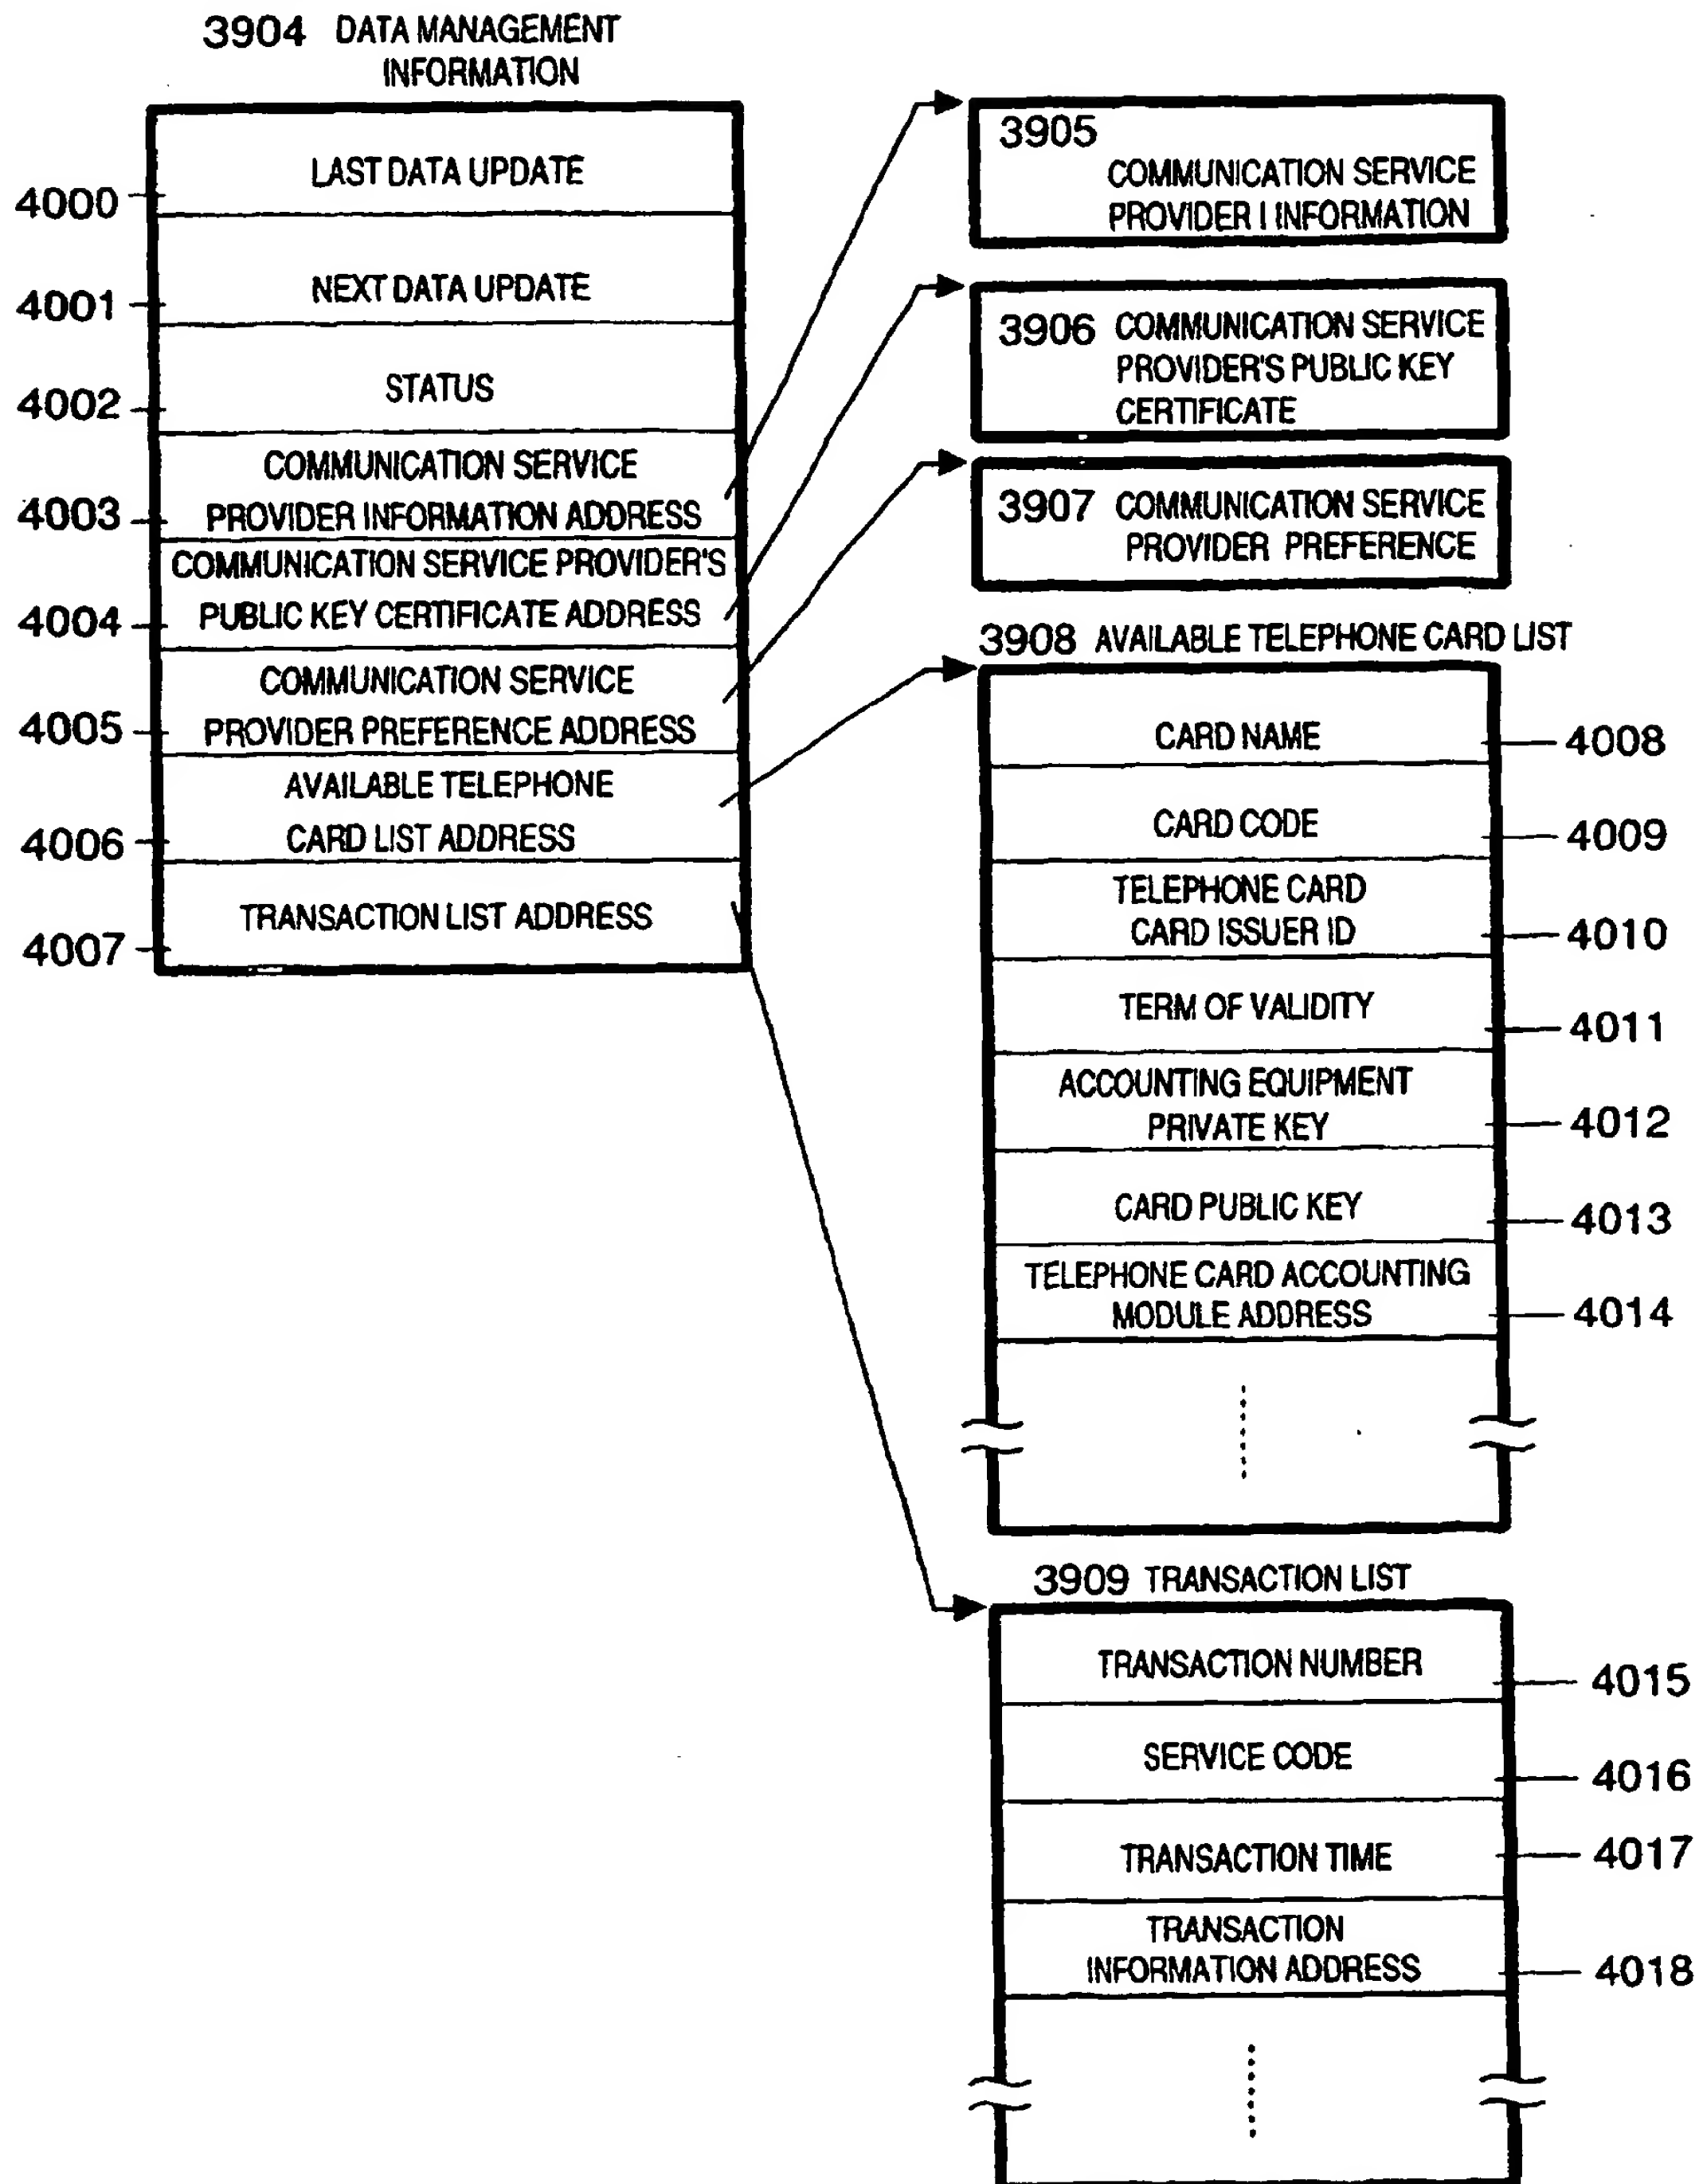 3904 DATA MANAGEMENT
INFORMATION
LAST DATA UPDATE
4000
NEXT DATA UPDATE
4001
STATUS
4002
COMMUNICATION SERVICE
4003 PROVIDER INFORMATION ADDRESS
COMMUNICATION SERVICE PROVIDER'S
4004 PUBLIC KEY CERTIFICATE ADDRESS
COMMUNICATION SERVICE
4005 PROVIDER PREFERENCE ADDRESS
AVAILABLE TELEPHONE
4006 CARD LIST ADDRESS
TRANSACTION LIST ADDRESS
4007
3905
COMMUNICATION SERVICE
PROVIDER I INFORMATION
3906 COMMUNICATION SERVICE
PROVIDER'S PUBLIC KEY
CERTIFICATE
3907 COMMUNICATION SERVICE
PROVIDER PREFERENCE
3908 AVAILABLE TELEPHONE CARD LIST
CARD NAME 4008
CARD CODE 4009
TELEPHONE CARD
CARD ISSUER ID 4010
TERM OF VALIDITY 4011
ACCOUNTING EQUIPMENT
PRIVATE KEY 4012
CARD PUBLIC KEY 4013
TELEPHONE CARD ACCOUNTING
MODULE ADDRESS 4014
3909 TRANSACTION LIST
TRANSACTION NUMBER 4015
SERVICE CODE 4016
TRANSACTION TIME 4017
TRANSACTION
INFORMATION ADDRESS 4018